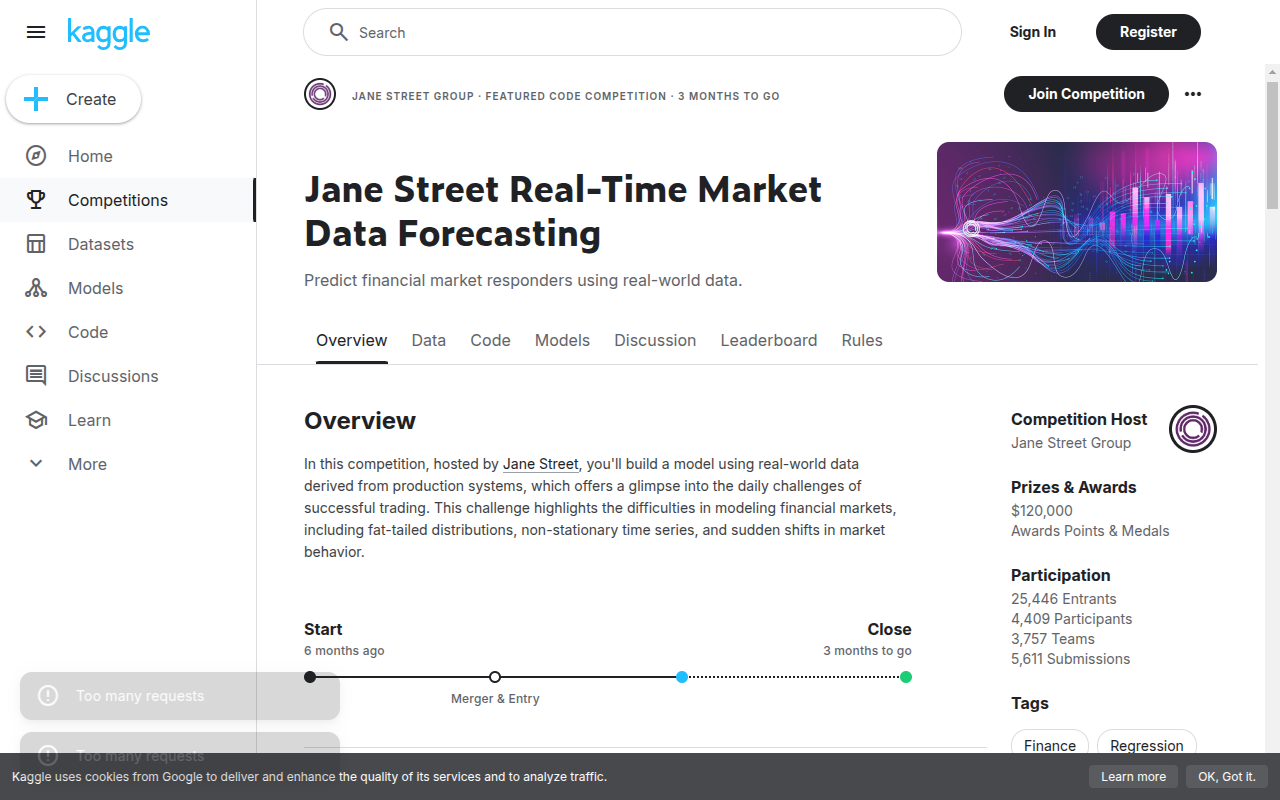 kaggle
Search
Sign In
Register
Create
Home
Competitions
Datasets
Models
Code
Discussions
Learn
More
JANE STREET GROUP · FEATURED CODE COMPETITION · 3 MONTHS TO GO
Join Competition
Jane Street Real-Time Market
Data Forecasting
Predict financial market responders using real-world data.
Overview
Data
Code
Models
Discussion
Leaderboard
Rules
Overview
In this competition, hosted by Jane Street, you'll build a model using real-world data
derived from production systems, which offers a glimpse into the daily challenges of
successful trading. This challenge highlights the difficulties in modeling financial markets,
including fat-tailed distributions, non-stationary time series, and sudden shifts in market
behavior.
Start
6 months ago
Close
3 months to go
Merger & Entry
Competition Host
Jane Street Group
Prizes & Awards
$120,000
Awards Points & Medals
Participation
25,446 Entrants
4,409 Participants
3,757 Teams
5,611 Submissions
Tags
Finance
Regression
Too many requests
Too many requests
Kaggle uses cookies from Google to deliver and enhance the quality of its services and to analyze traffic.
Learn more
OK, Got it.